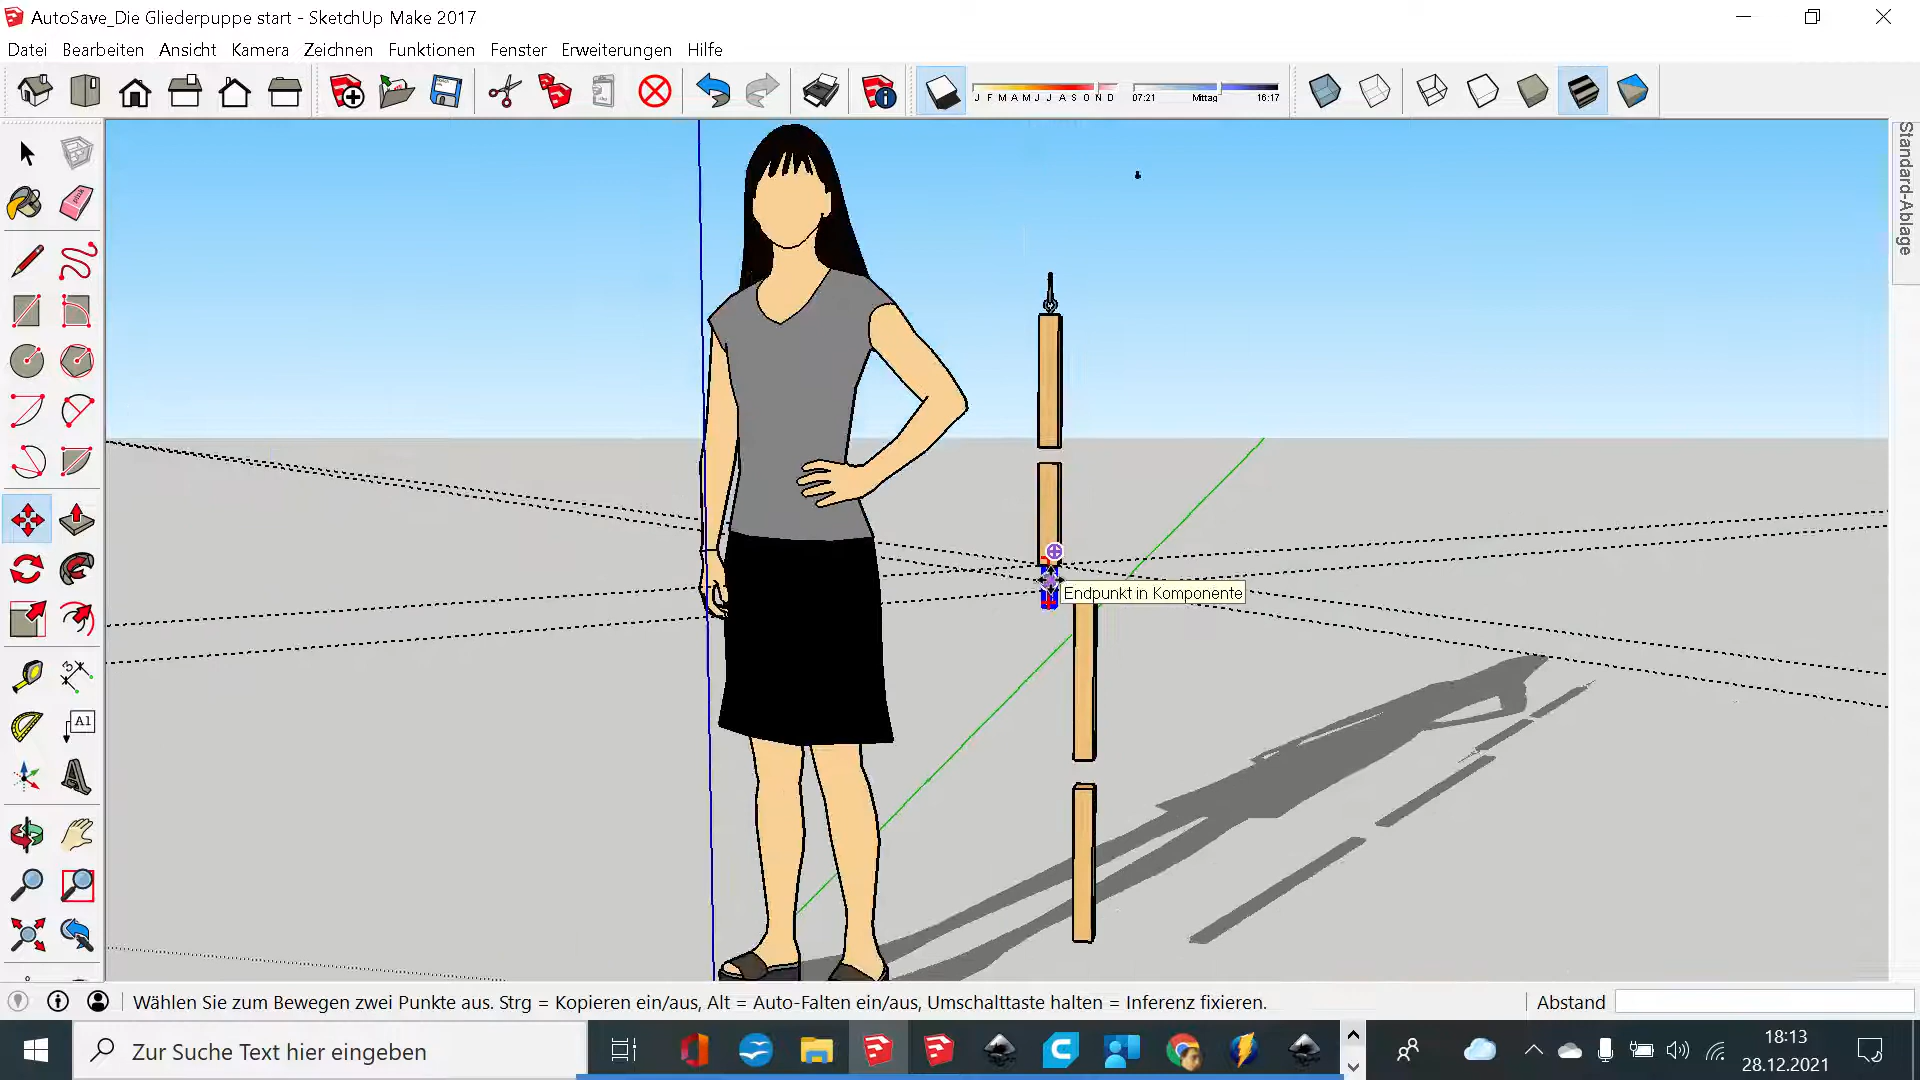 AutoSave_Die Gliederpuppe start - SketchUp Make 2017
Datei Bearbeiten Ansicht Kamera Zeichnen Funktionen Fenster Erweiterungen Hilfe
J F M A M J J A S O N D
07:21 Mittag 16:17
Standard-Ablage
Endpunkt in Komponente
A1
Wählen Sie zum Bewegen zwei Punkte aus. Strg = Kopieren ein/aus, Alt = Auto-Falten ein/aus, Umschalttaste halten = Inferenz fixieren.
Abstand
Zur Suche Text hier eingeben
18:13
28.12.2021